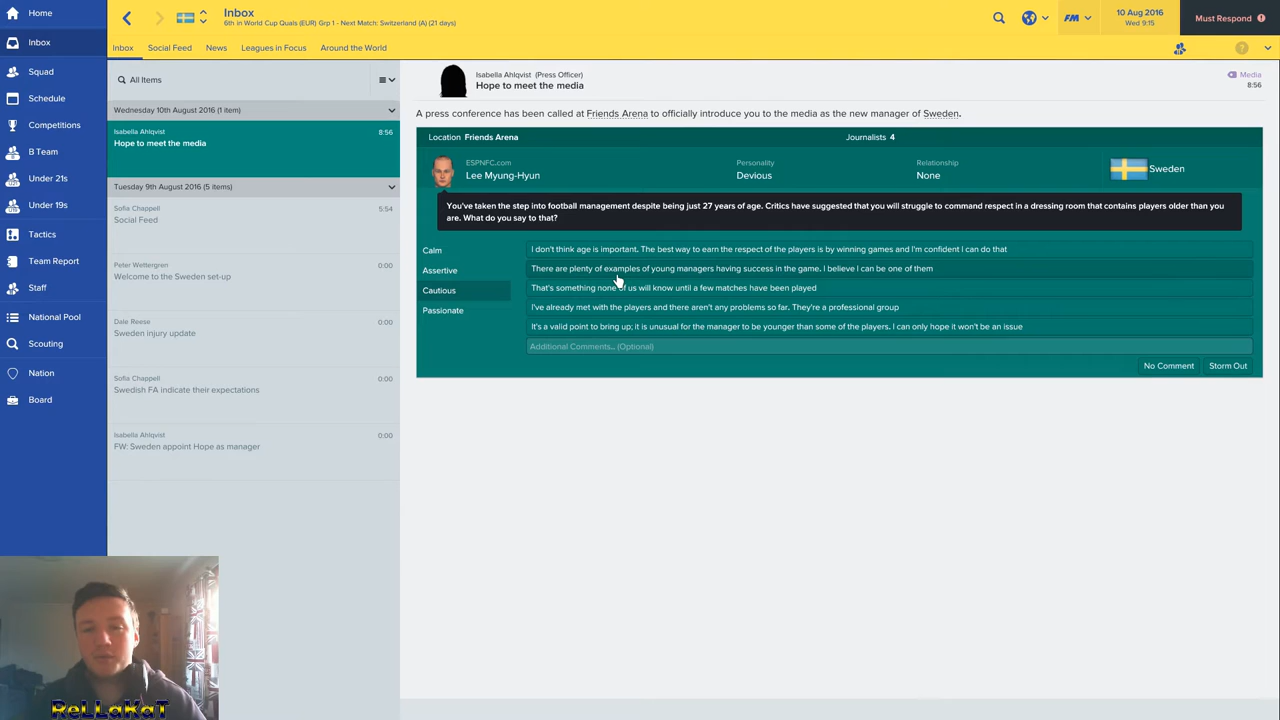 Home
Inbox
Squad
Schedule
Competitions
B Team
Under 21s
Under 19s
Tactics
Team Report
Staff
National Pool
Scouting
Nation
Board
Inbox
6th in World Cup Quals (EUR) Grp 1 - Next Match: Switzerland (A) (21 days)
FM
10 Aug 2016
Wed 9:15
Must Respond
Inbox
Social Feed
News
Leagues in Focus
Around the World
All Items
Wednesday 10th August 2016 (1 item)
Isabella Ahlqvist 8:56
Hope to meet the media
Tuesday 9th August 2016 (5 items)
Sofia Chappell 5:54
Social Feed
Peter Wettergren 0:00
Welcome to the Sweden set-up
Dale Reese 0:00
Sweden injury update
Sofia Chappell 0:00
Swedish FA indicate their expectations
Isabella Ahlqvist 0:00
FW: Sweden appoint Hope as manager
Isabella Ahlqvist (Press Officer) Media
Hope to meet the media 8:56
A press conference has been called at Friends Arena to officially introduce you to the media as the new manager of Sweden.
Location Friends Arena Journalists 4
ESPNFC.com Personality Relationship
Lee Myung-Hyun Devious None Sweden
You've taken the step into football management despite being just 27 years of age. Critics have suggested that you will struggle to command respect in a dressing room that contains players older than you
are. What do you say to that?
Calm
Assertive
Cautious
Passionate
I don't think age is important. The best way to earn the respect of the players is by winning games and I'm confident I can do that
There are plenty of examples of young managers having success in the game. I believe I can be one of them
That's something none of us will know until a few matches have been played
I've already met with the players and there aren't any problems so far. They're a professional group
It's a valid point to bring up; it is unusual for the manager to be younger than some of the players. I can only hope it won't be an issue
Additional Comments... (Optional)
No Comment Storm Out
ReLLaKaT